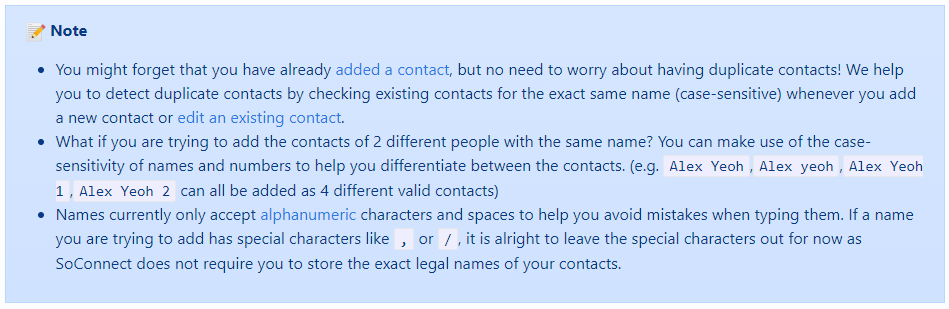 📝 Note
• You might forget that you have already added a contact, but no need to worry about having duplicate contacts! We help
you to detect duplicate contacts by checking existing contacts for the exact same name (case-sensitive) whenever you add
a new contact or edit an existing contact.
• What if you are trying to add the contacts of 2 different people with the same name? You can make use of the case-
sensitivity of names and numbers to help you differentiate between the contacts. (e.g. Alex Yeoh , Alex yeoh , Alex Yeoh
1 , Alex Yeoh 2 can all be added as 4 different valid contacts)
• Names currently only accept alphanumeric characters and spaces to help you avoid mistakes when typing them. If a name
you are trying to add has special characters like , or / , it is alright to leave the special characters out for now as
SoConnect does not require you to store the exact legal names of your contacts.